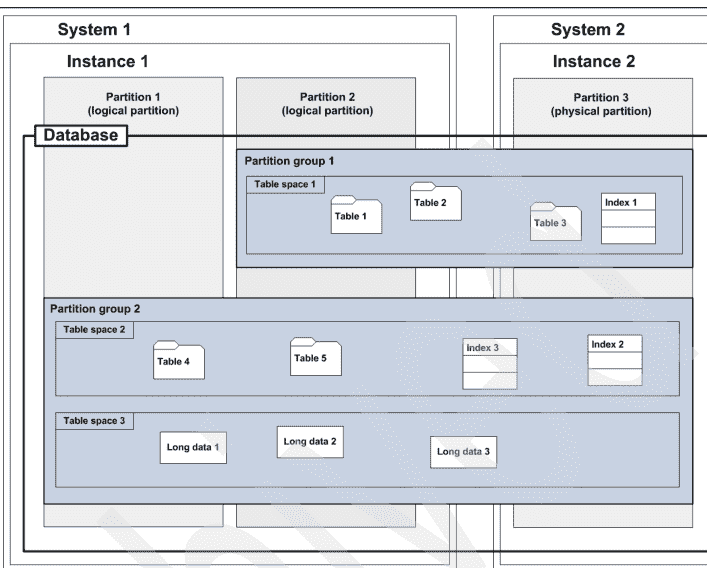 System 1
System 2
Instance 1
Instance 2
Partition 1
(logical partition)
Partition 2
(logical partition)
Partition 3
(physical partition)
Database
Partition group 1
Table space 1
Table 1
Table 2
Table 3
Index 1
Partition group 2
Table space 2
Table 4
Table 5
Index 3
Index 2
Table space 3
Long data 1
Long data 2
Long data 3